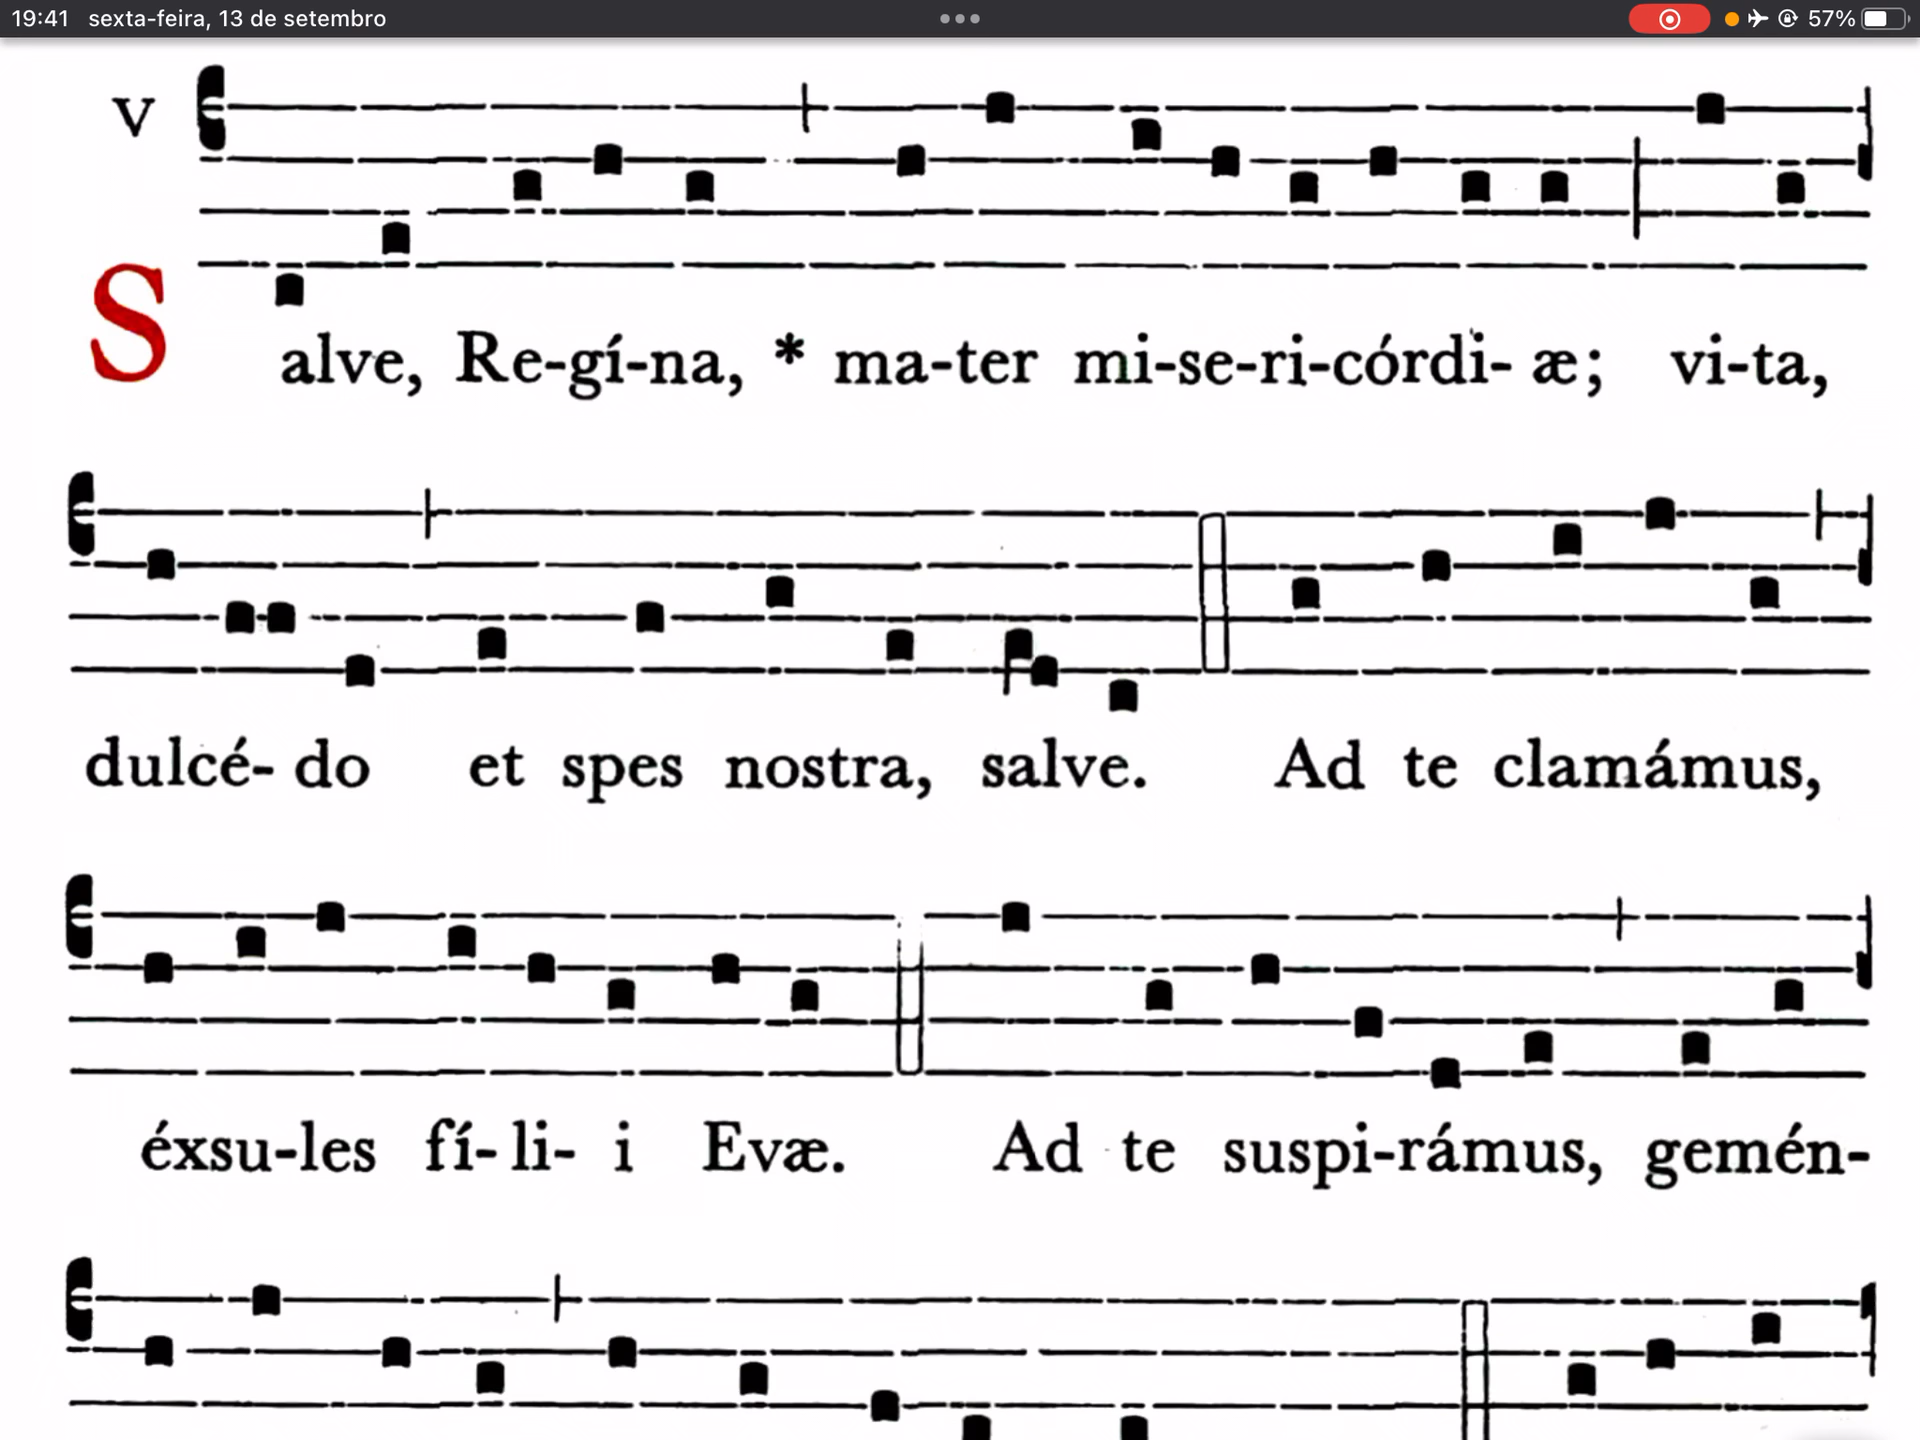 19:41 sexta-feira, 13 de setembro 57%
V
Salve, Re-gí-na, * ma-ter mi-se-ri-córdi- æ; vi-ta,
dulcé- do et spes nostra, salve. Ad te clamámus,
éxsu-les fí- li- i Evæ. Ad te suspi-rámus, gemén-